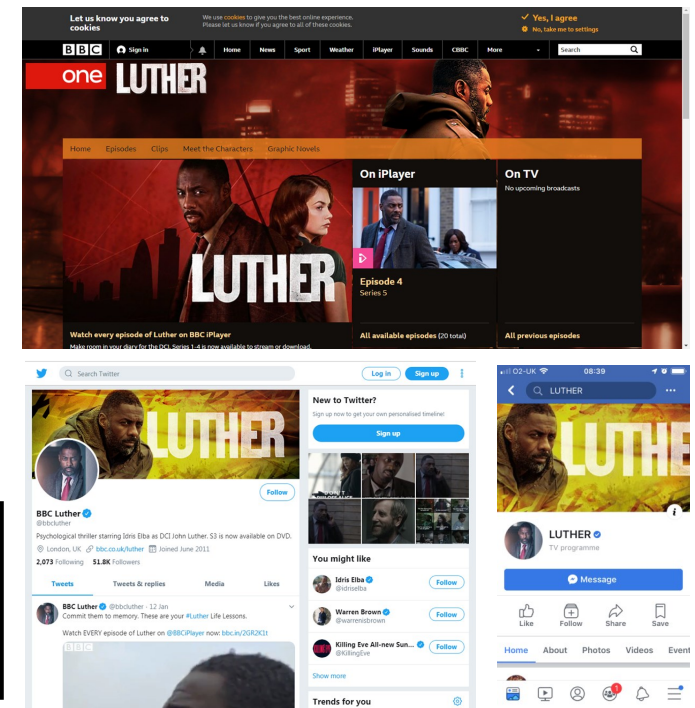 Let us know you agree to
cookies
We use cookies to give you the best online experience.
Please let us know if you agree to all of these cookies.
Yes, I agree
No, take me to settings
BBC Sign in Home News Sport Weather iPlayer Sounds CBBC More Search
one LUTHER
Home Episodes Clips Meet the Characters Graphic Novels
LUTHER
On iPlayer
Episode 4
Series 5
All available episodes (20 total)
On TV
No upcoming broadcasts
All previous episodes
Watch every episode of Luther on BBC iPlayer
Make room in your diary for the DCI. Series 1-4 is now available to stream or download.
Search Twitter Log in Sign up
LUTHER
Follow
BBC Luther
@bbcluther
Psychological thriller starring Idris Elba as DCI John Luther. S3 is now available on DVD.
London, UK bbc.co.uk/luther Joined June 2011
2,073 Following 51.8K Followers
Tweets Tweets & replies Media Likes
BBC Luther @bbcluther · 12 Jan
Commit them to memory. These are your #Luther Life Lessons.
Watch EVERY episode of Luther on @BBCiPlayer now: bbc.in/2GR2K1t
BBC
New to Twitter?
Sign up now to get your own personalised timeline!
Sign up
You might like
Idris Elba
@idriselba
Follow
Warren Brown
@warrenisbrown
Follow
Killing Eve All-new Sun...
@KillingEve
Follow
Show more
Trends for you
O2-UK 08:39
LUTHER
LUTHE
LUTHER
TV programme
Message
Like Follow Share Save
Home About Photos Videos Event